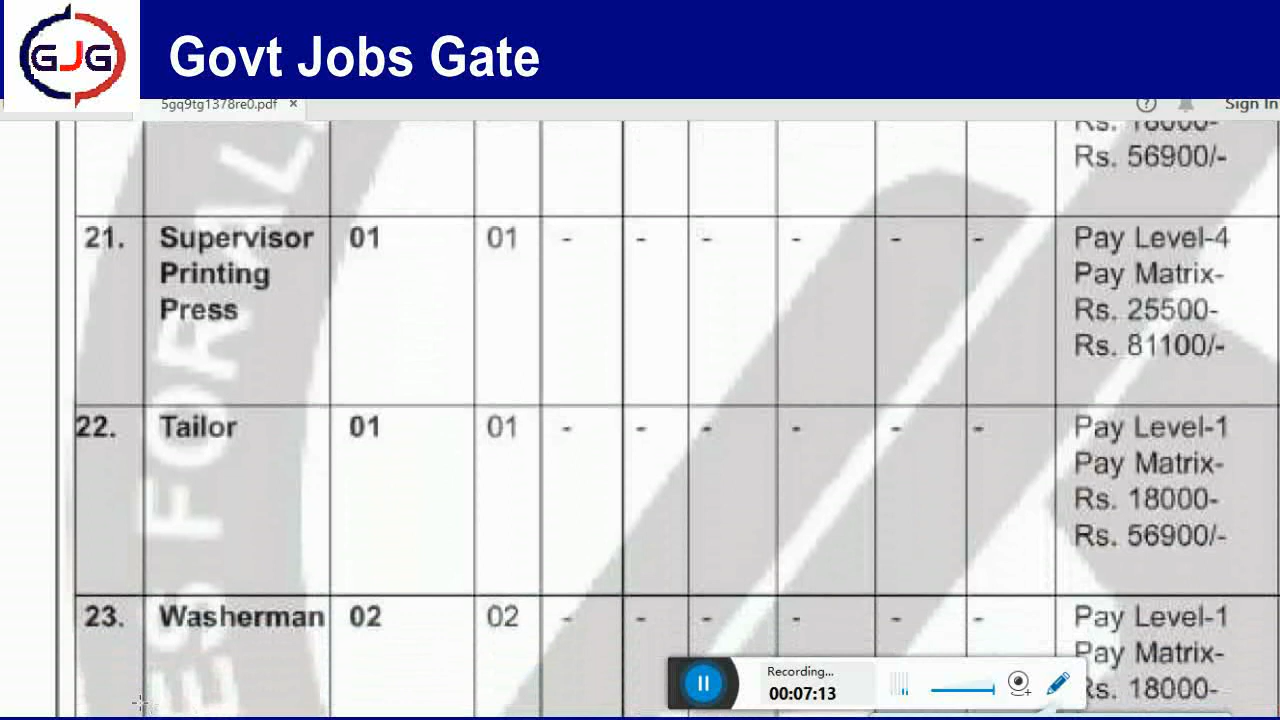 GJG
Govt Jobs Gate
5gq9tg1378re0.pdf ×
? Sign In
Rs. 18000-
Rs. 56900/-
21. Supervisor 01 01 - - - - - - Pay Level-4
Printing Pay Matrix-
Press Rs. 25500-
Rs. 81100/-
22. Tailor 01 01 - - - - - - Pay Level-1
Pay Matrix-
Rs. 18000-
Rs. 56900/-
23. Washerman 02 02 - - - - - - Pay Level-1
Pay Matrix-
Rs. 18000-
Recording...
00:07:13